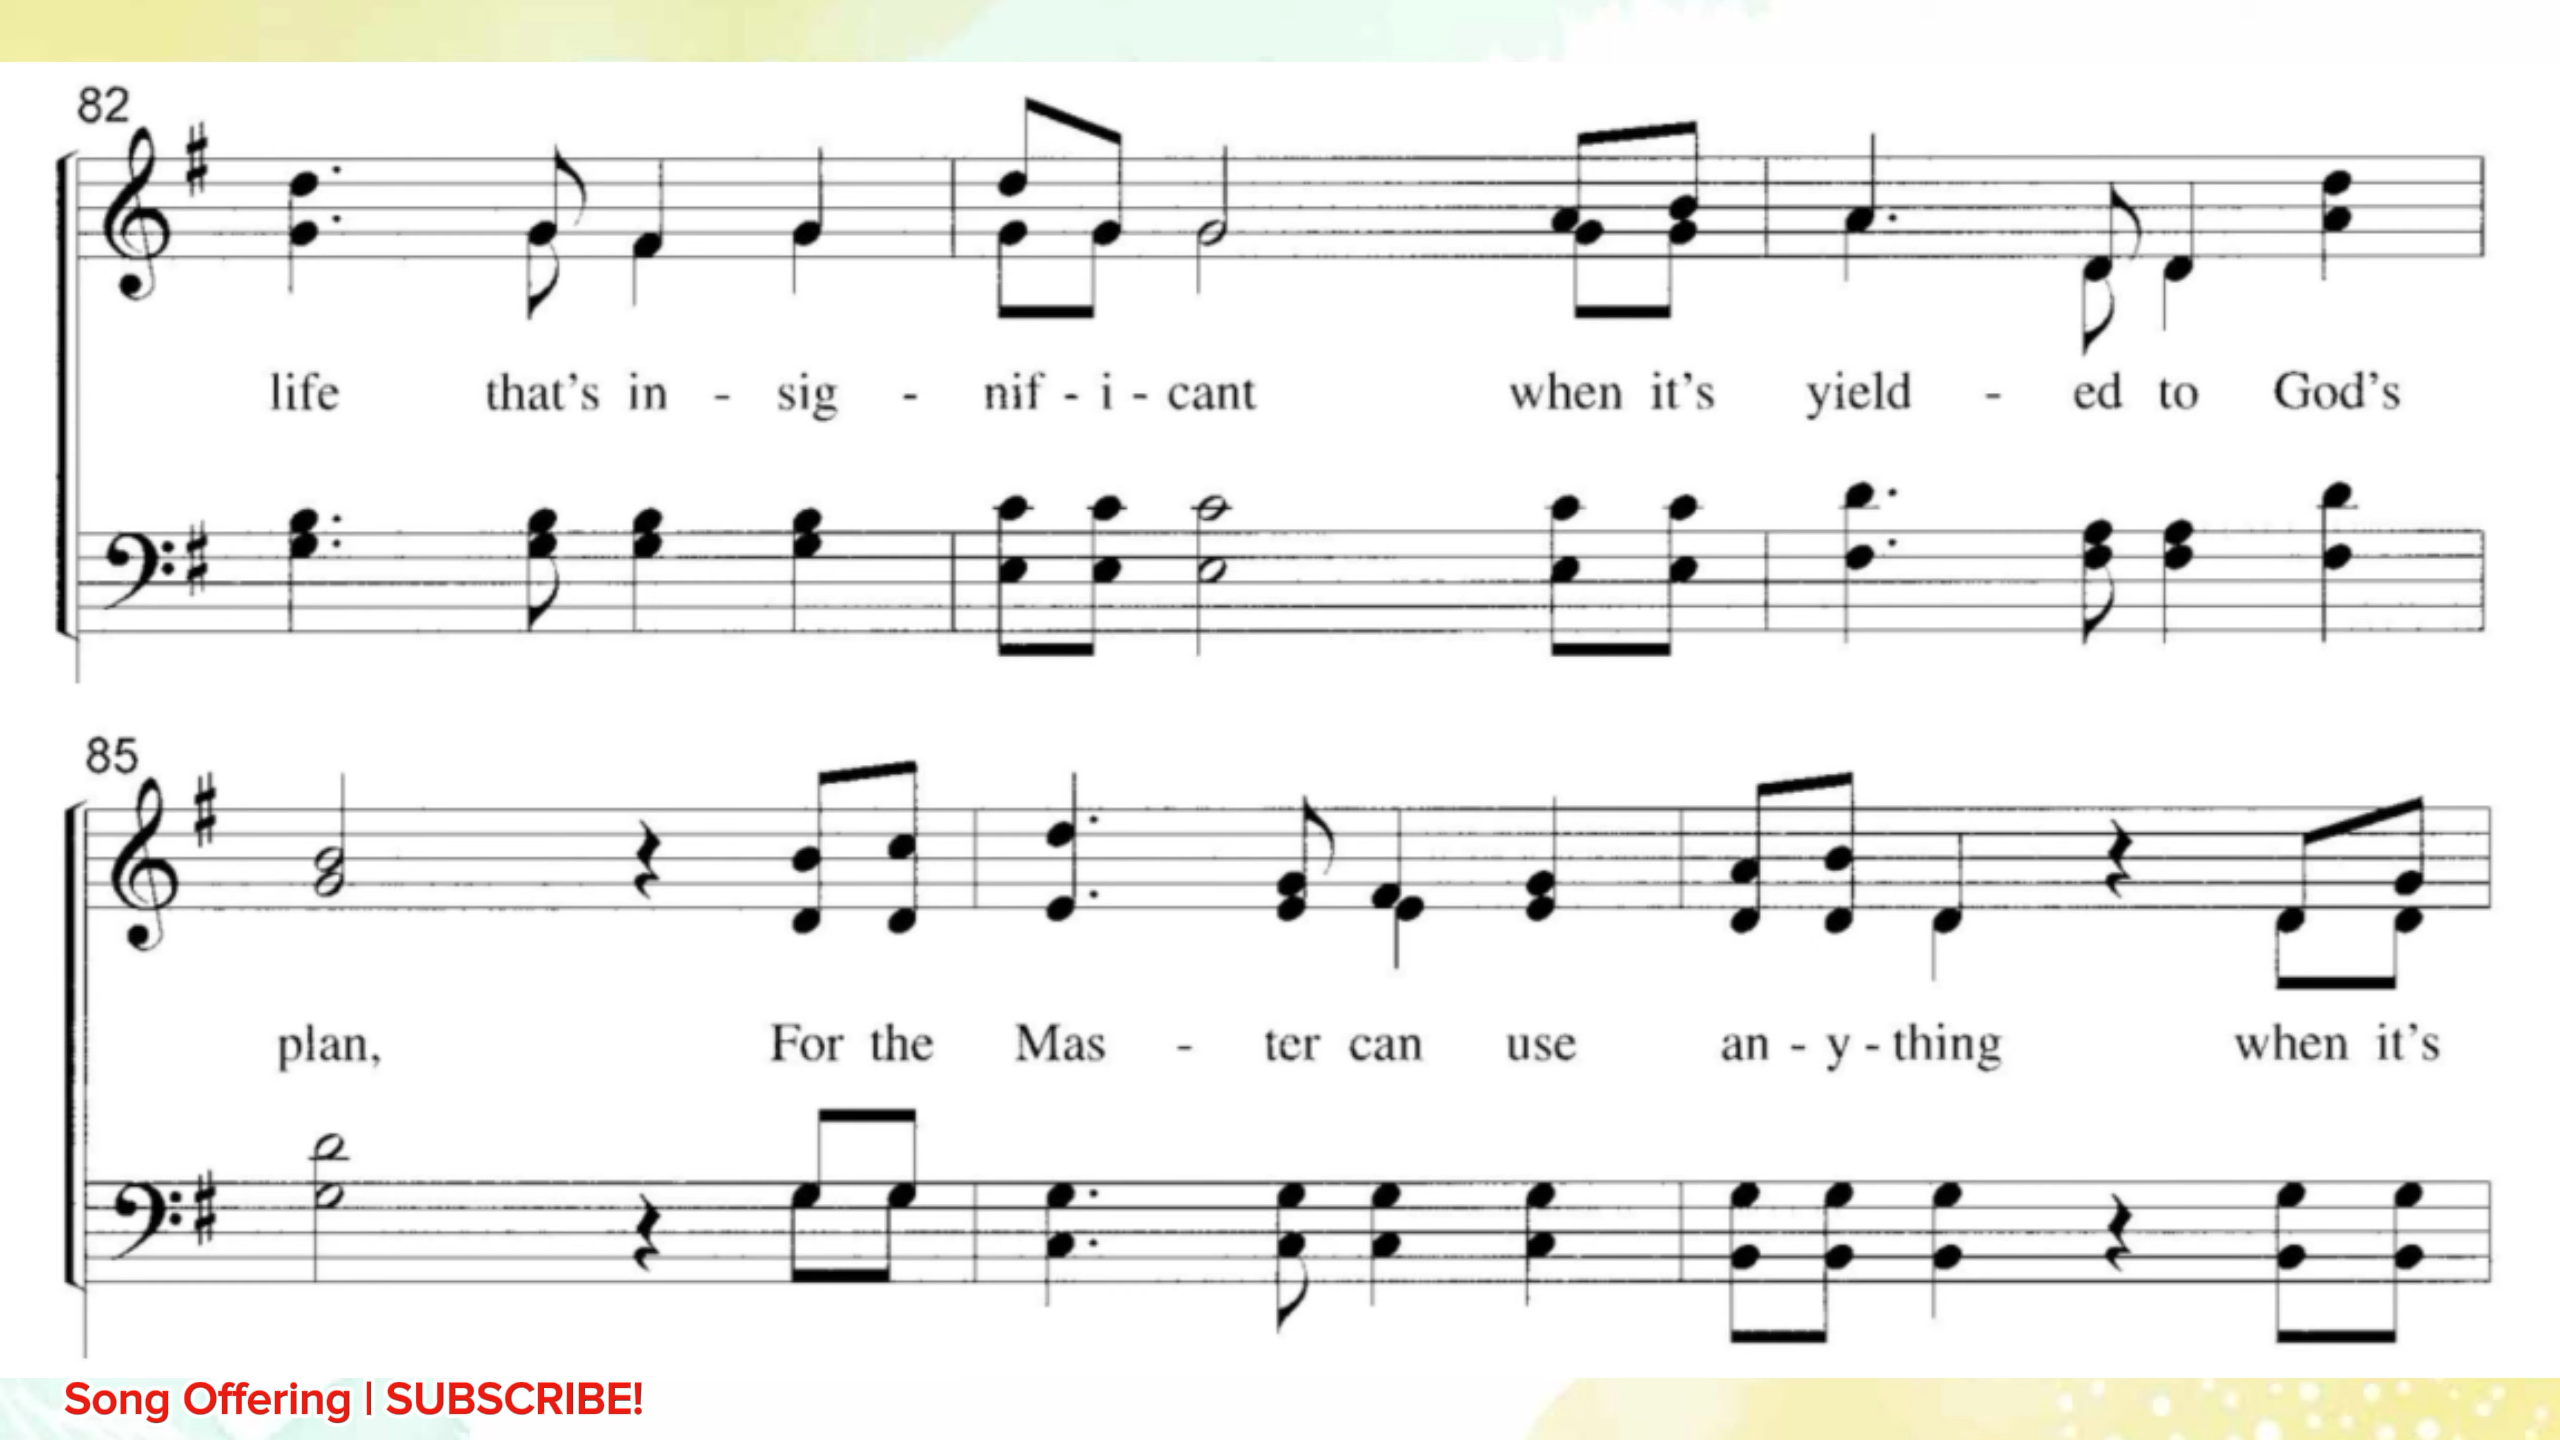 82
life that's in - sig - nif - i - cant when it's yield - ed to God's
85
plan, For the Mas - ter can use an - y - thing when it's
Song Offering | SUBSCRIBE!